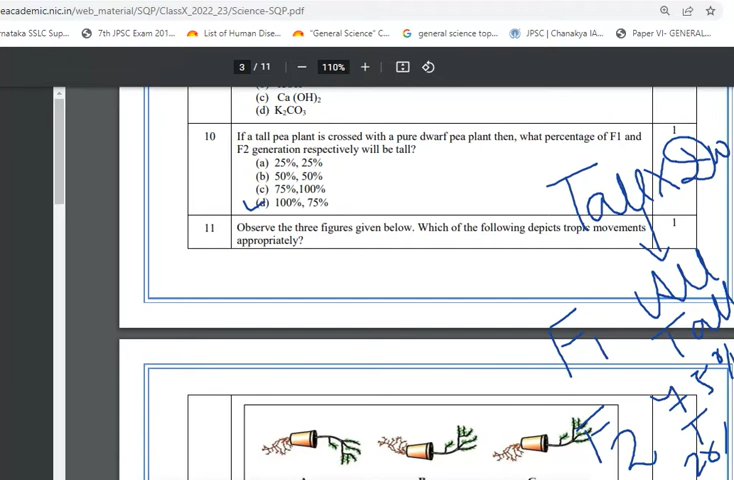 eacademic.nic.in/web_material/SQP/ClassX_2022_23/Science-SQP.pdf
rnataka SSLC Sup... 7th JPSC Exam 201... List of Human Dise... "General Science" C... general science top... JPSC | Chanakya IA... Paper VI- GENERAL...
3 / 11 110%
(c) Ca (OH)₂
(d) K₂CO₃
10 If a tall pea plant is crossed with a pure dwarf pea plant then, what percentage of F1 and 1
F2 generation respectively will be tall?
(a) 25%, 25%
(b) 50%, 50%
(c) 75%,100%
(d) 100%, 75%
11 Observe the three figures given below. Which of the following depicts tropic movements 1
appropriately?
Tall X Dw
All
F1 Tall
75%
F2 T